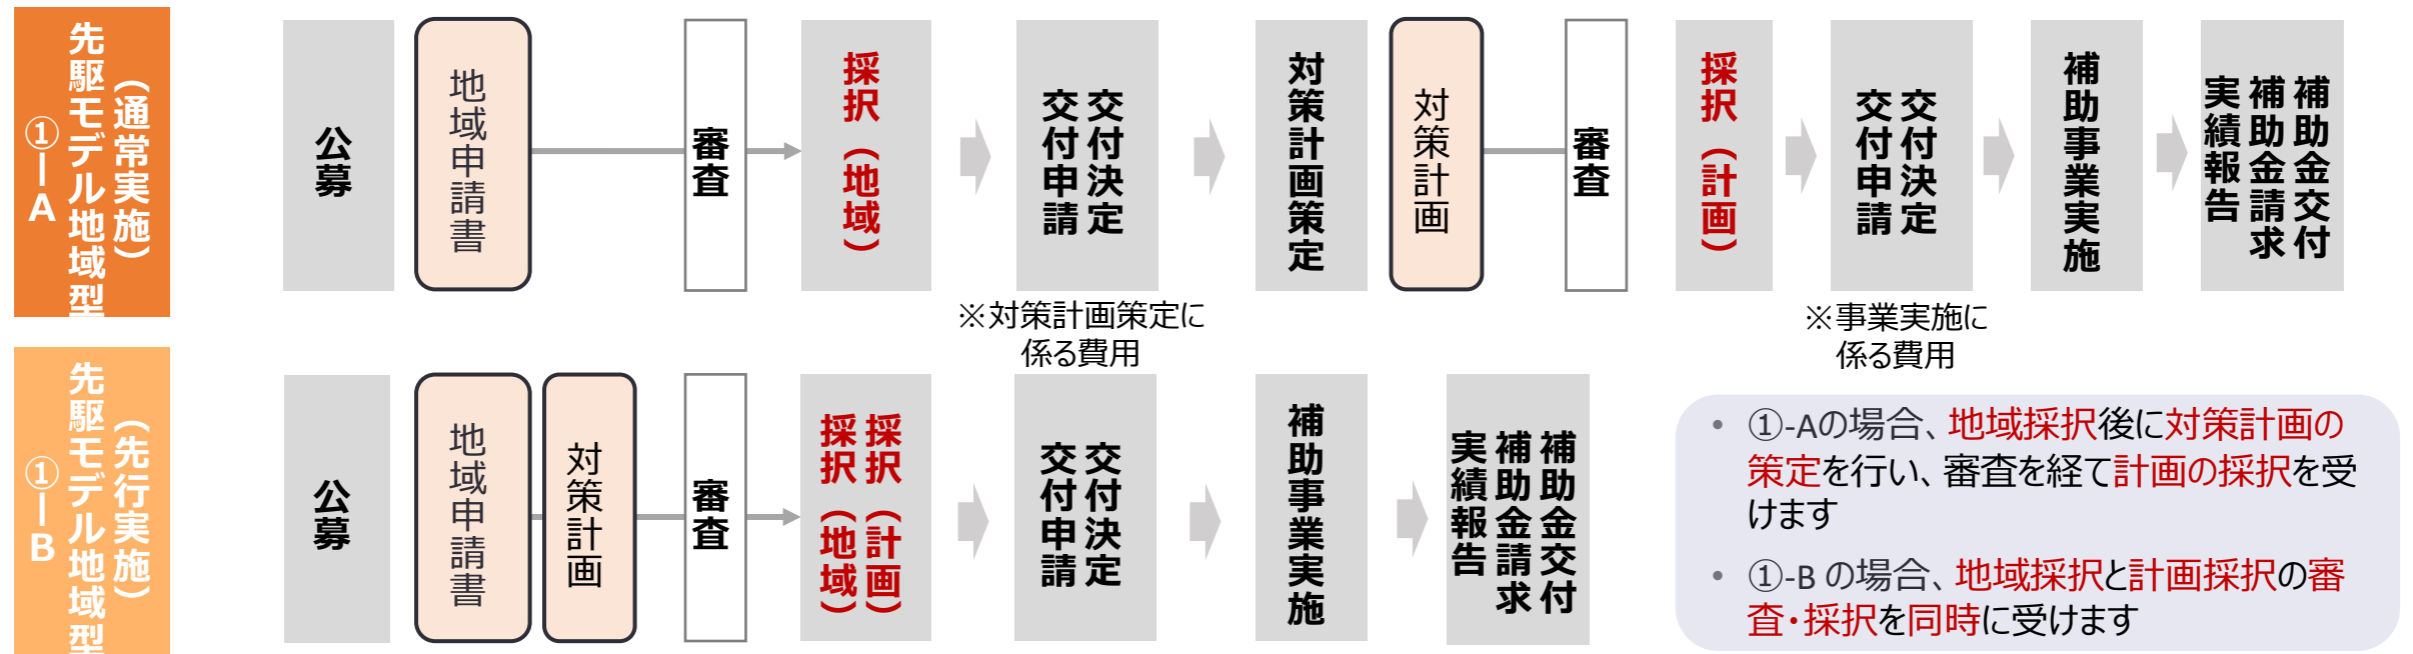 (通常実施)
先駆モデル地域型
①ーA
公募
地域申請書
審査
採択(地域)
交付決定
交付申請
※対策計画策定に
係る費用
対策計画策定
対策計画
審査
採択(計画)
交付決定
交付申請
※事業実施に
係る費用
補助事業実施
補助金交付
補助金請求
実績報告
(先行実施)
先駆モデル地域型
①ーB
公募
地域申請書
対策計画
審査
採択(計画)
採択(地域)
交付決定
交付申請
補助事業実施
補助金交付
補助金請求
実績報告
• ①-Aの場合、地域採択後に対策計画の
策定を行い、審査を経て計画の採択を受
けます
• ①-B の場合、地域採択と計画採択の審
査・採択を同時に受けます